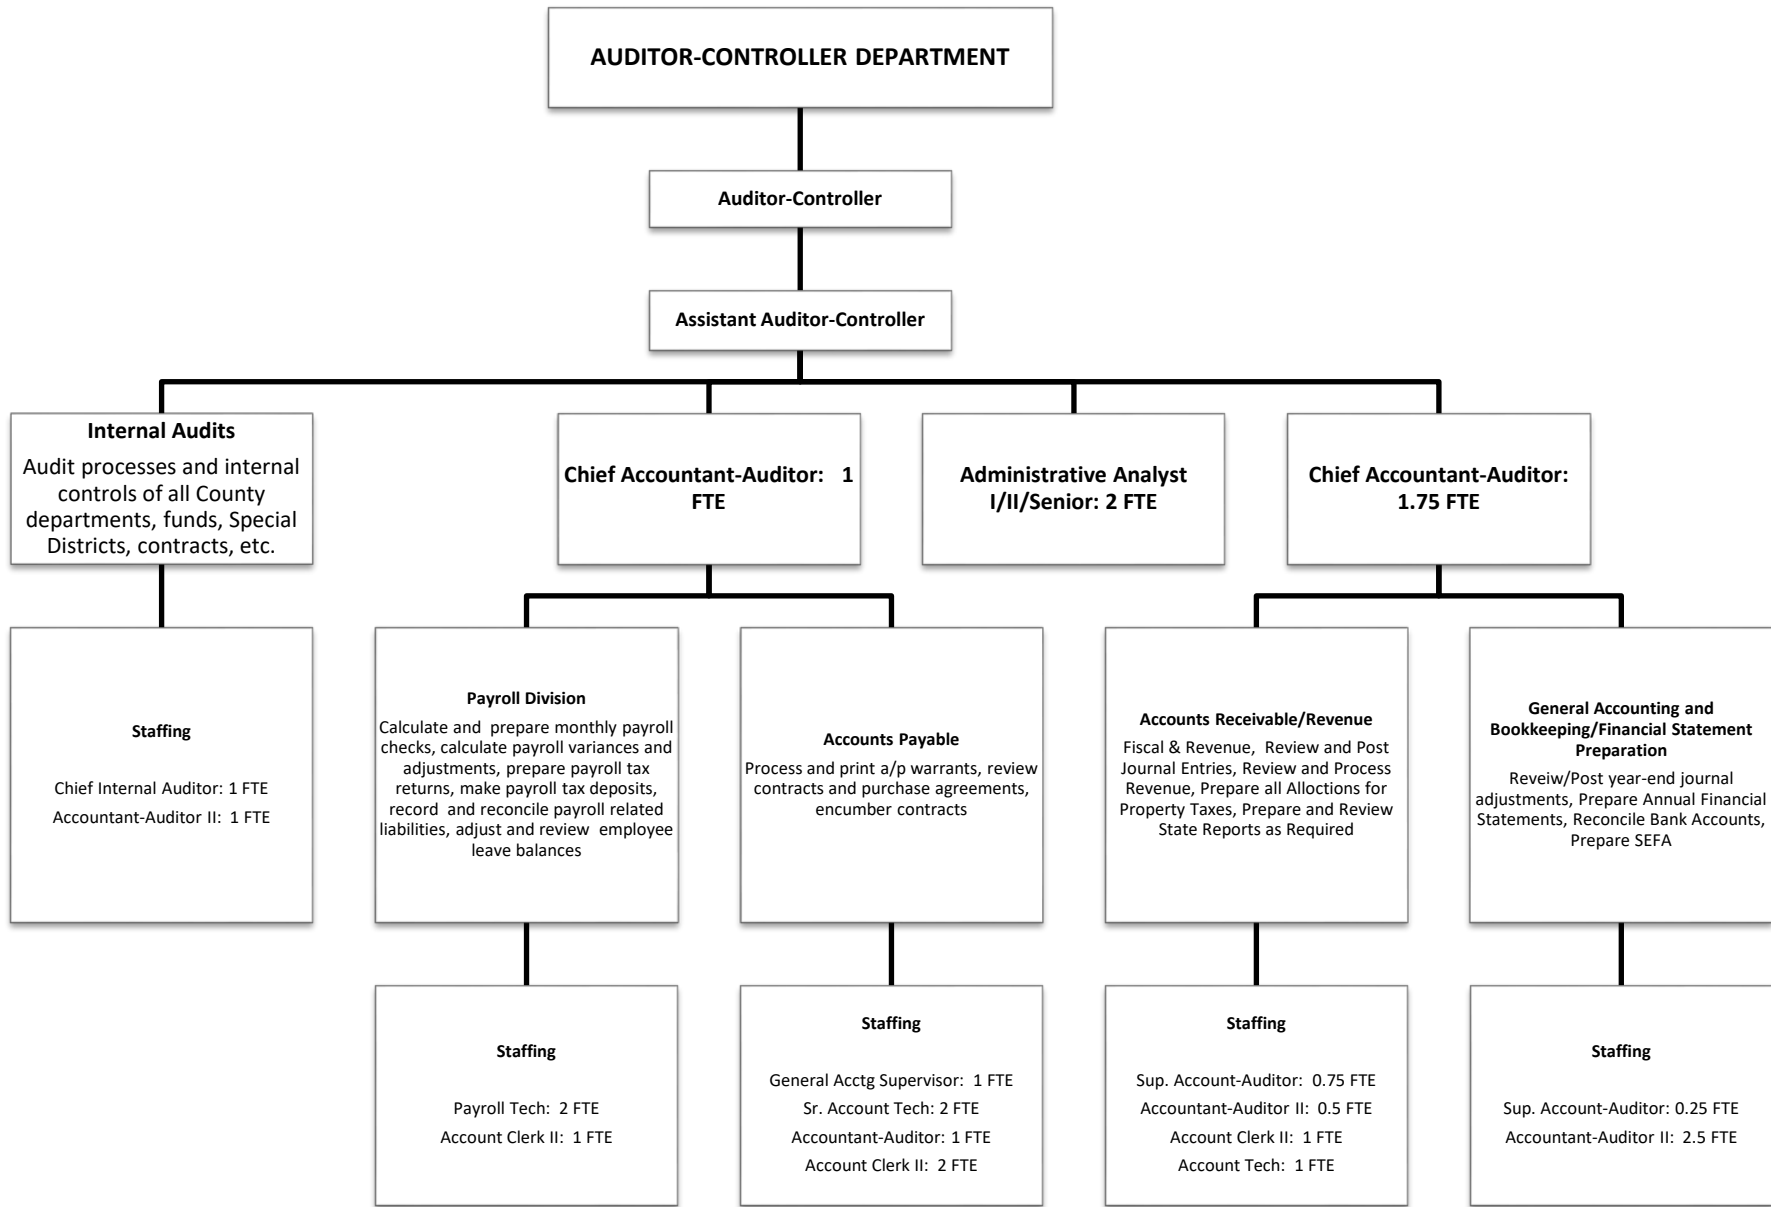 AUDITOR-CONTROLLER DEPARTMENT
Auditor-Controller
Assistant Auditor-Controller
Internal Audits
Audit processes and internal
controls of all County
departments, funds, Special
Districts, contracts, etc.
Chief Accountant-Auditor: 1
FTE
Administrative Analyst
I/II/Senior: 2 FTE
Chief Accountant-Auditor:
1.75 FTE
Staffing
Chief Internal Auditor: 1 FTE
Accountant-Auditor II: 1 FTE
Payroll Division
Calculate and prepare monthly payroll
checks, calculate payroll variances and
adjustments, prepare payroll tax
returns, make payroll tax deposits,
record and reconcile payroll related
liabilities, adjust and review employee
leave balances
Accounts Payable
Process and print a/p warrants, review
contracts and purchase agreements,
encumber contracts
Accounts Receivable/Revenue
Fiscal & Revenue, Review and Post
Journal Entries, Review and Process
Revenue, Prepare all Alloctions for
Property Taxes, Prepare and Review
State Reports as Required
General Accounting and
Bookkeeping/Financial Statement
Preparation
Reveiw/Post year-end journal
adjustments, Prepare Annual Financial
Statements, Reconcile Bank Accounts,
Prepare SEFA
Staffing
Payroll Tech: 2 FTE
Account Clerk II: 1 FTE
Staffing
General Acctg Supervisor: 1 FTE
Sr. Account Tech: 2 FTE
Accountant-Auditor: 1 FTE
Account Clerk II: 2 FTE
Staffing
Sup. Account-Auditor: 0.75 FTE
Accountant-Auditor II: 0.5 FTE
Account Clerk II: 1 FTE
Account Tech: 1 FTE
Staffing
Sup. Account-Auditor: 0.25 FTE
Accountant-Auditor II: 2.5 FTE